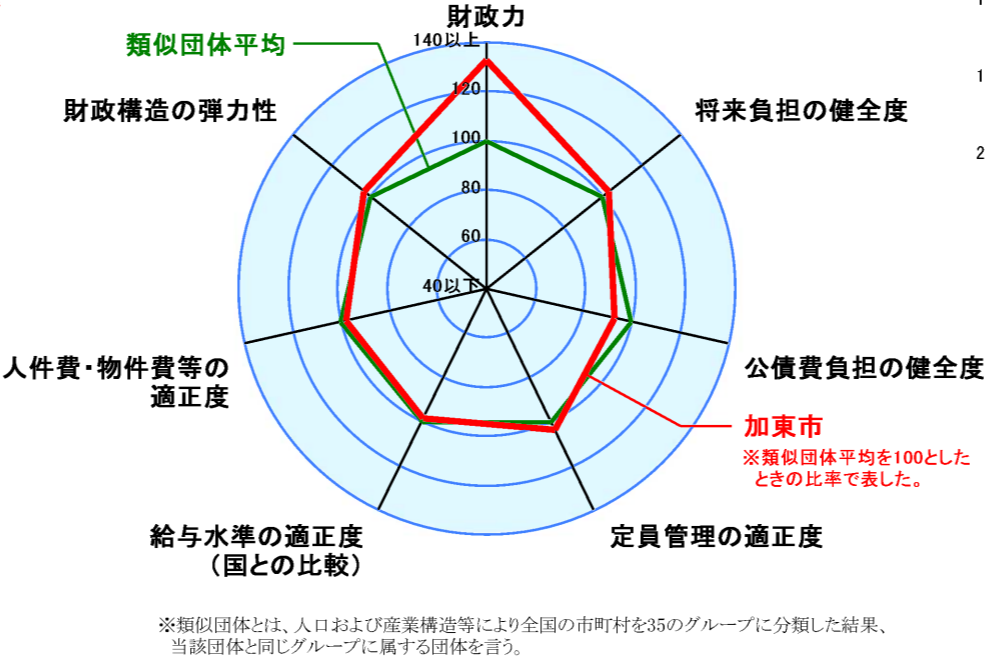 財政力
140以上
類似団体平均
120
財政構造の弾力性
将来負担の健全度
100
80
60
40以下
人件費・物件費等の
適正度
公債費負担の健全度
加東市
※類似団体平均を100とした
ときの比率で表した。
給与水準の適正度
（国との比較）
定員管理の適正度
※類似団体とは、人口および産業構造等により全国の市町村を35のグループに分類した結果、
当該団体と同じグループに属する団体を言う。
1
1
2